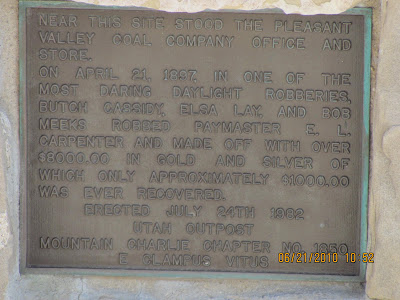 NEAR THIS SITE STOOD THE PLEASANT
VALLEY COAL COMPANY OFFICE AND
STORE.
ON APRIL 21, 1897, IN ONE OF THE
MOST DARING DAYLIGHT ROBBERIES,
BUTCH CASSIDY, ELSA LAY, AND BOB
MEEKS ROBBED PAYMASTER E. L.
CARPENTER AND MADE OFF WITH OVER
$8000.00 IN GOLD AND SILVER OF
WHICH ONLY APPROXIMATELY $1000.00
WAS EVER RECOVERED.
ERECTED JULY 24TH 1982
UTAH OUTPOST
MOUNTAIN CHARLIE CHAPTER NO. 1850
E CLAMPUS VITUS
06/21/2010